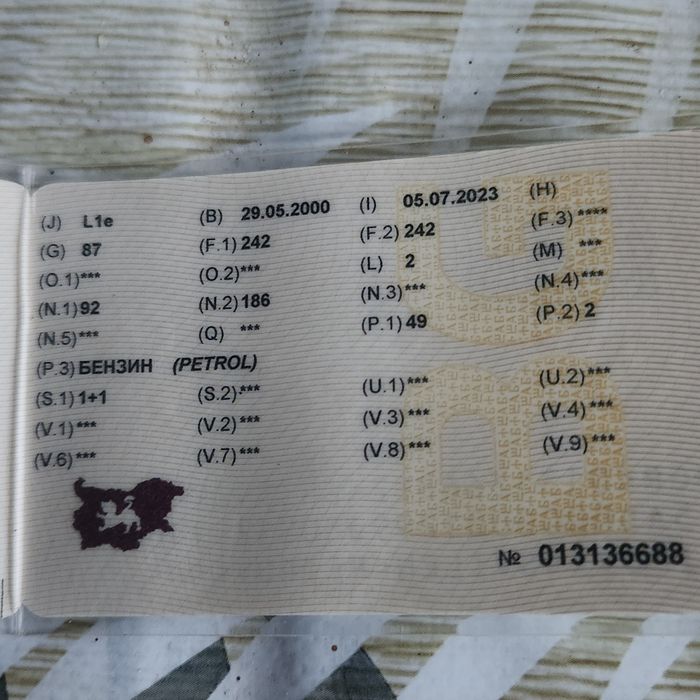 (J) L1e (B) 29.05.2000 (I) 05.07.2023 (H)
(G) 87 (F.1) 242 (F.2) 242 (F.3) ****
(O.1) *** (O.2) *** (L) 2 (M) ***
(N.1) 92 (N.2) 186 (N.3) *** (N.4) ***
(N.5) *** (Q) *** (P.1) 49 (P.2) 2
(P.3) БЕНЗИН (PETROL)
(S.1) 1+1 (S.2) *** (U.1) *** (U.2) ***
(V.1) *** (V.2) *** (V.3) *** (V.4) ***
(V.6) *** (V.7) *** (V.8) *** (V.9) ***
№ 013136688